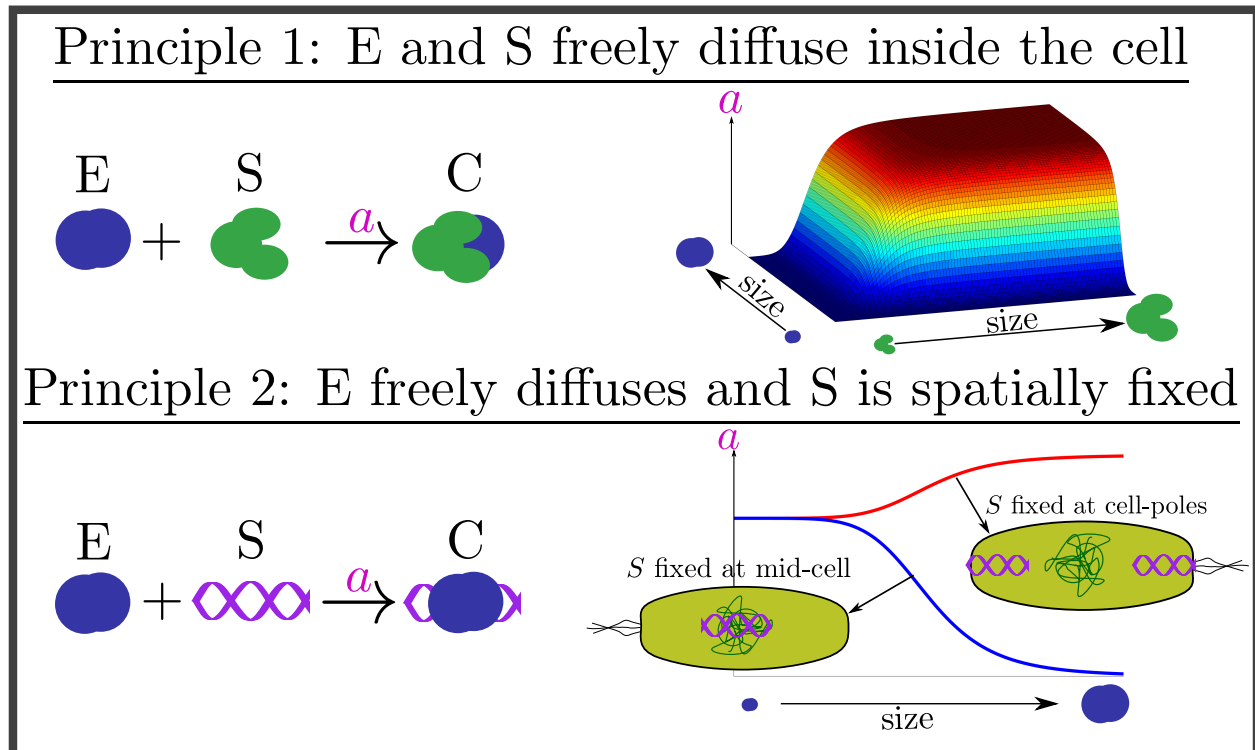 Principle 1: E and S freely diffuse inside the cell
a
E S C
+ a
size
size
Principle 2: E freely diffuses and S is spatially fixed
a
S fixed at cell-poles
E S C
S fixed at mid-cell
+ a
size